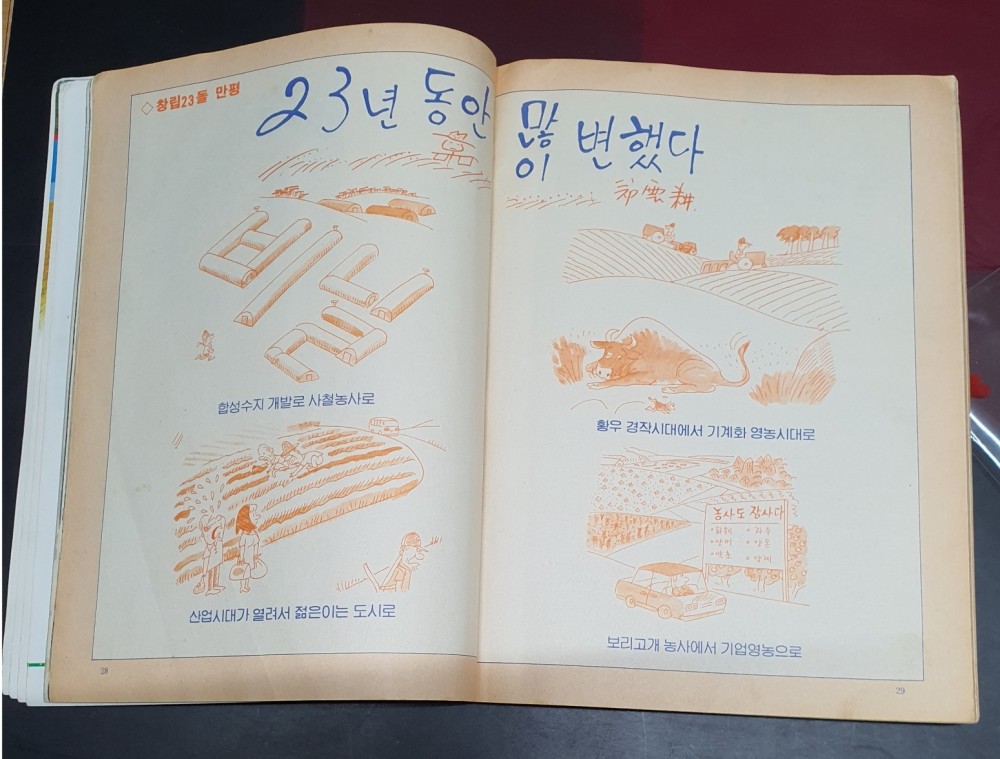 ◇창립23돌 만평
23년 동안 많이 변했다
합성수지 개발로 사철농사로
황우 경작시대에서 기계화 영농시대로
산업시대가 열려서 젊은이는 도시로
농사도 장사다
보리고개 농사에서 기업영농으로
28
29